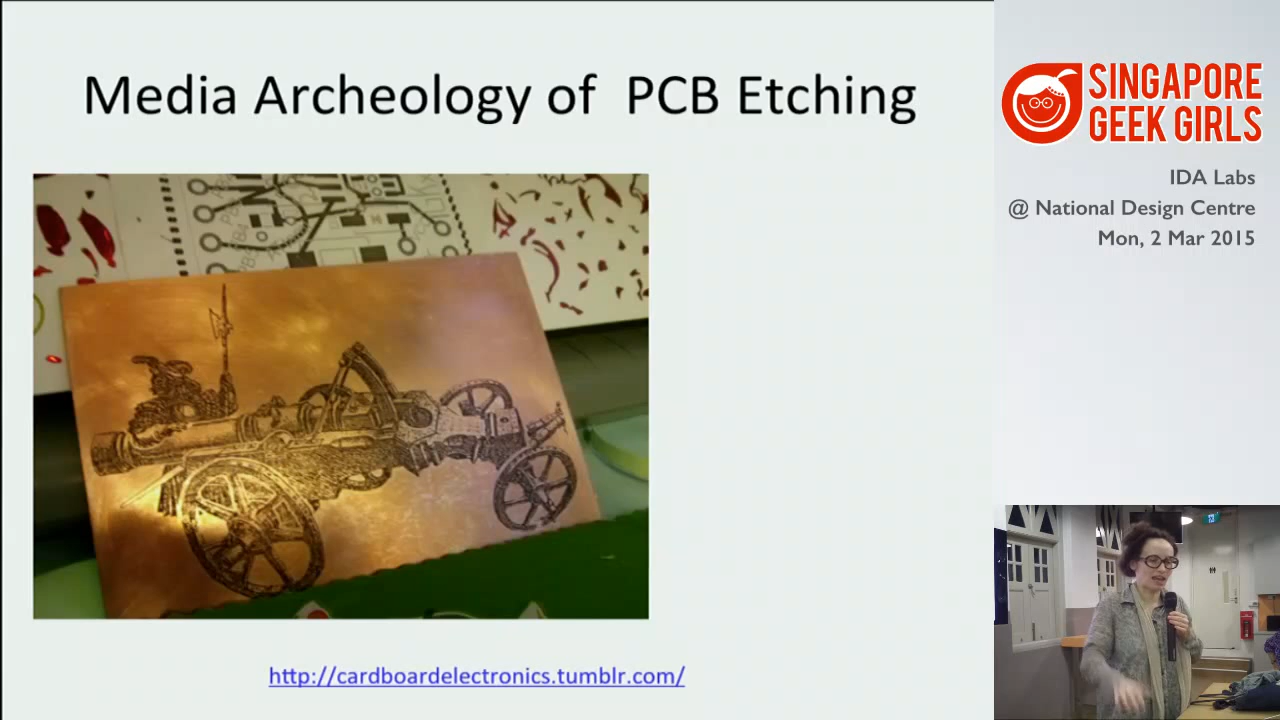 Media Archeology of PCB Etching
http://cardboardelectronics.tumblr.com/
SINGAPORE
GEEK GIRLS
IDA Labs
@ National Design Centre
Mon, 2 Mar 2015